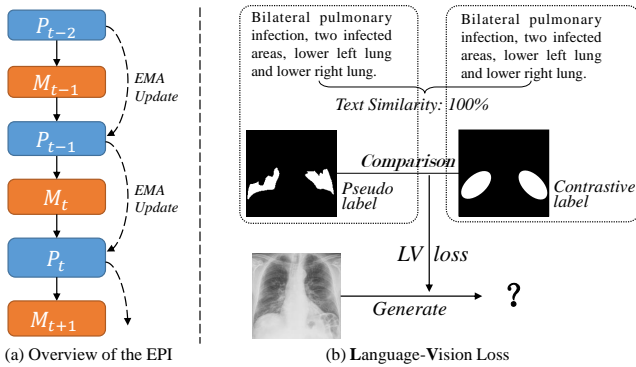 P_{t-2}
EMA
Update
M_{t-1}
P_{t-1}
EMA
Update
M_t
P_t
M_{t+1}
(a) Overview of the EPI
Bilateral pulmonary
infection, two infected
areas, lower left lung
and lower right lung.
Bilateral pulmonary
infection, two infected
areas, lower left lung
and lower right lung.
Text Similarity: 100%
Comparison
Pseudo
label
Contrastive
label
LV loss
Generate
?
(b) Language-Vision Loss